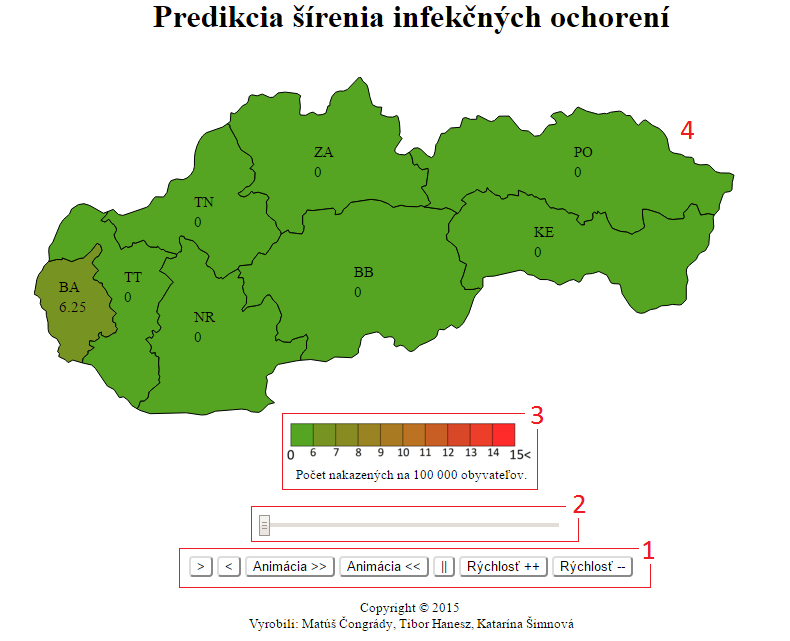 Predikcia šírenia infekčných ochorení
4
ZA
0
PO
0
TN
0
KE
0
BB
0
TT
0
BA
6.25
NR
0
3
0 6 7 8 9 10 11 12 13 14 15<
Počet nakazených na 100 000 obyvateľov.
2
1
> < Animácia >> Animácia << || Rýchlosť ++ Rýchlosť --
Copyright © 2015
Vyrobili: Matúš Čongrády, Tibor Hanesz, Katarína Šimnová